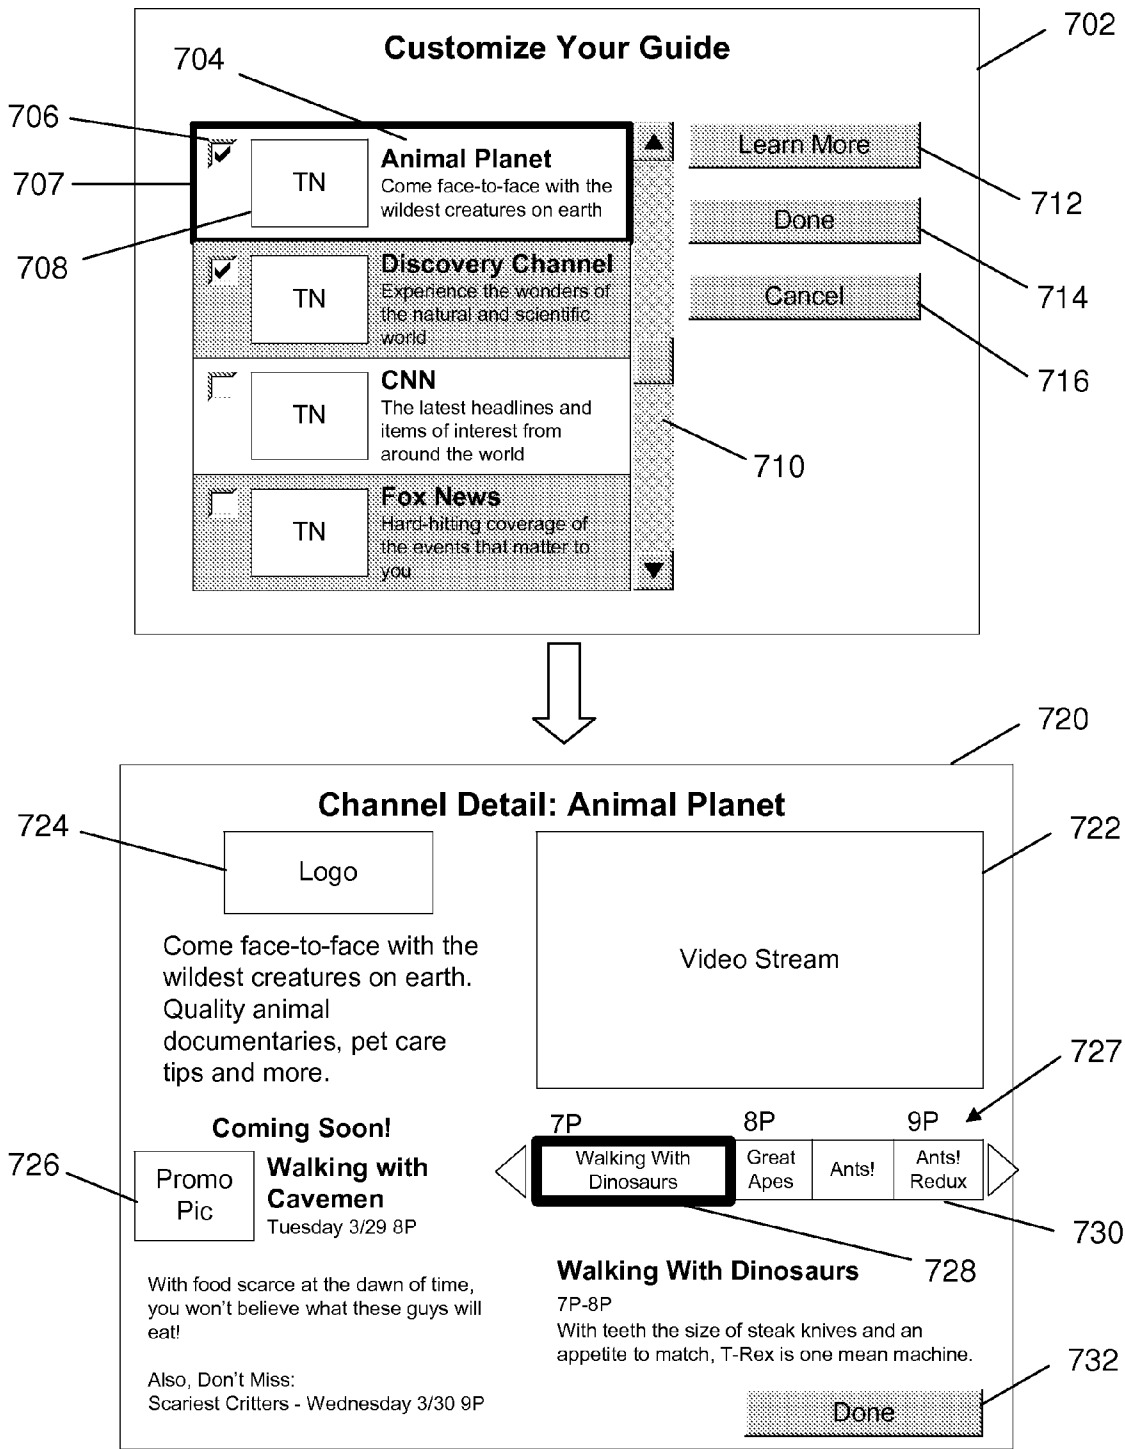 702
Customize Your Guide
704
706
707
708
TN
Animal Planet
Come face-to-face with the
wildest creatures on earth
TN
Discovery Channel
Experience the wonders of
the natural and scientific
world
TN
CNN
The latest headlines and
items of interest from
around the world
TN
Fox News
Hard-hitting coverage of
the events that matter to
you
710
Learn More
712
Done
714
Cancel
716
720
Channel Detail: Animal Planet
724
Logo
722
Video Stream
Come face-to-face with the
wildest creatures on earth.
Quality animal
documentaries, pet care
tips and more.
727
7P 8P 9P
Walking With
Dinosaurs
Great
Apes
Ants!
Ants!
Redux
730
728
Coming Soon!
726
Promo
Pic
Walking with
Cavemen
Tuesday 3/29 8P
With food scarce at the dawn of time,
you won't believe what these guys will
eat!
Also, Don't Miss:
Scariest Critters - Wednesday 3/30 9P
Walking With Dinosaurs
7P-8P
With teeth the size of steak knives and an
appetite to match, T-Rex is one mean machine.
732
Done